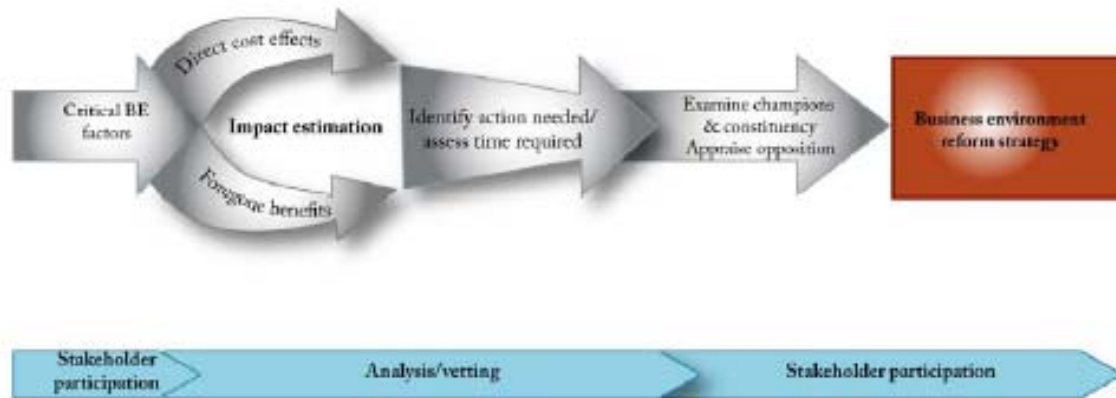 Direct cost effects
Critical BE
factors
Impact estimation
Foregone benefits
Identify action needed/
assess time required
Examine champions
& constituency
Appraise opposition
Business environment
reform strategy
Stakeholder
participation
Analysis/vetting
Stakeholder participation